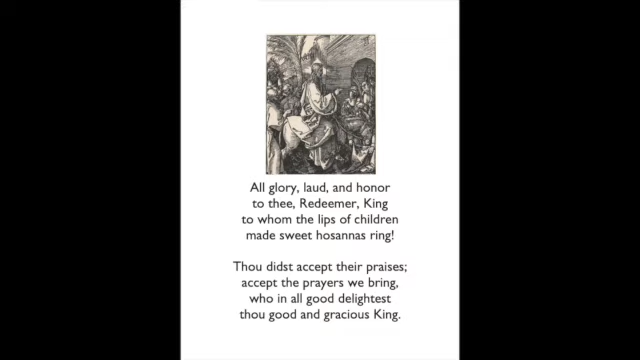 All glory, laud, and honor
to thee, Redeemer, King
to whom the lips of children
made sweet hosannas ring!
Thou didst accept their praises;
accept the prayers we bring,
who in all good delightest
thou good and gracious King.